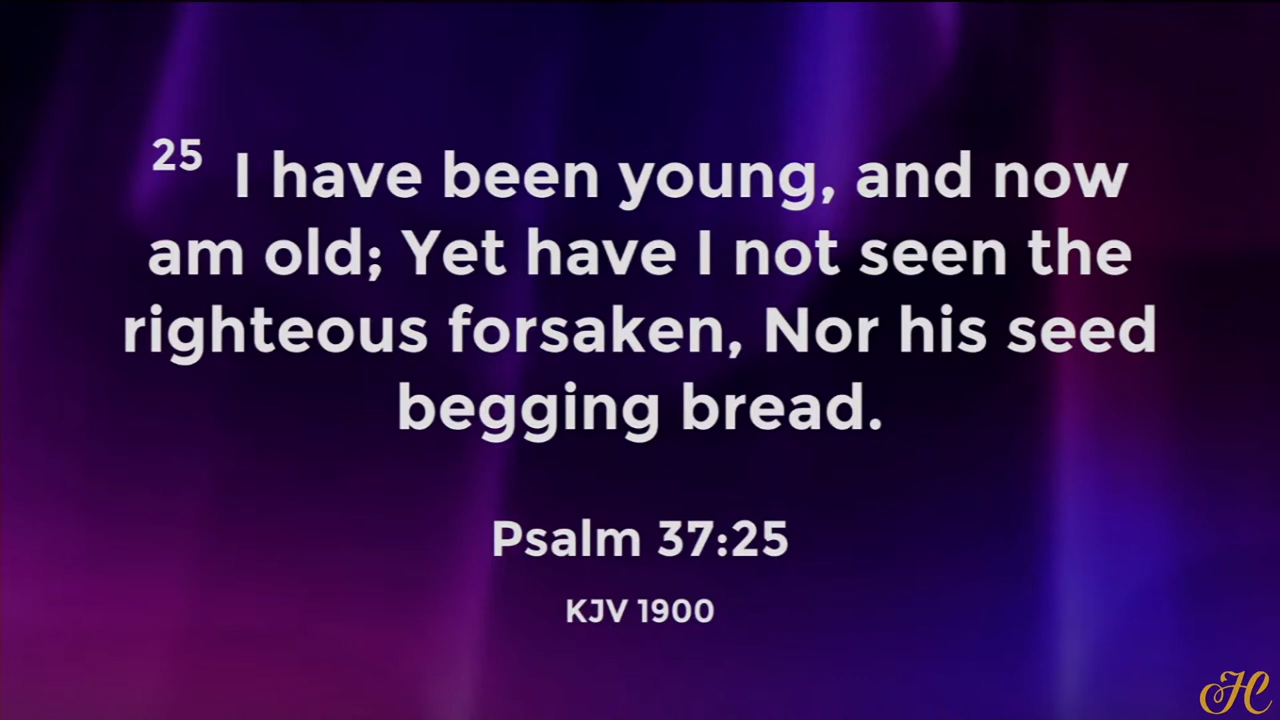 25 I have been young, and now
am old; Yet have I not seen the
righteous forsaken, Nor his seed
begging bread.
Psalm 37:25
KJV 1900
HC